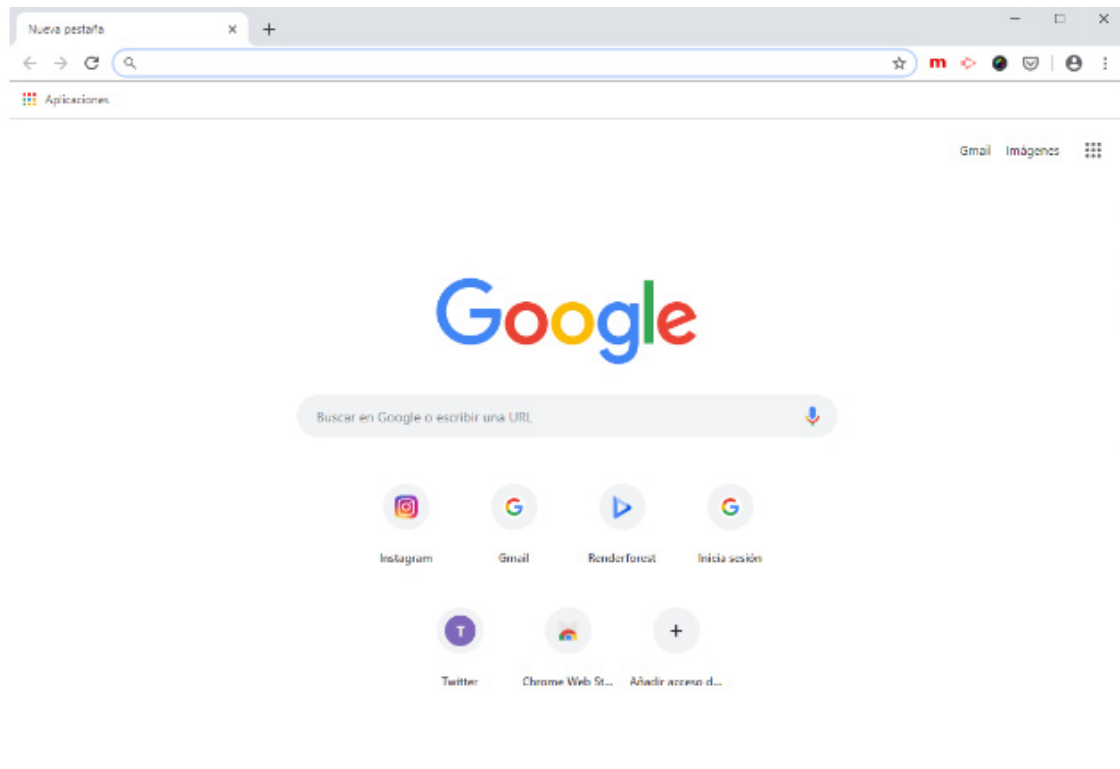 Nueva pestaña
m
Aplicaciones
Gmail Imágenes
Google
Buscar en Google o escribir una URL
Instagram Gmail Renderforest Inicia sesión
T
Twitter Chrome Web St... Añadir acceso d...